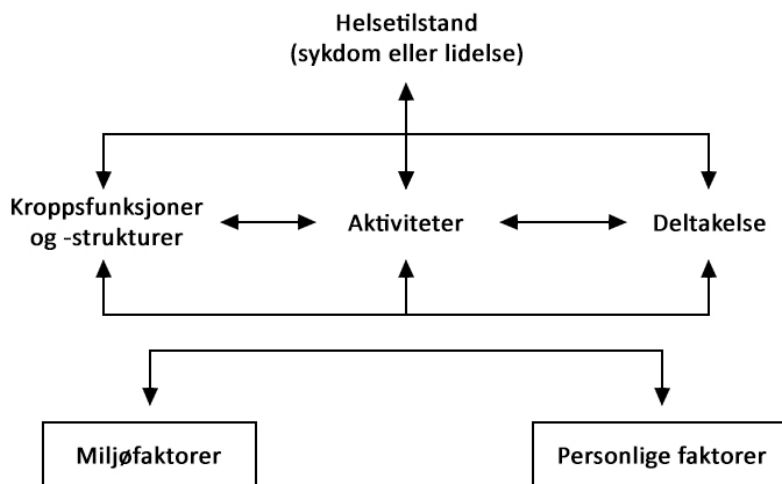 Helsetilstand
(sykdom eller lidelse)
Kroppsfunksjoner
og -strukturer
Aktiviteter
Deltakelse
Miljøfaktorer
Personlige faktorer